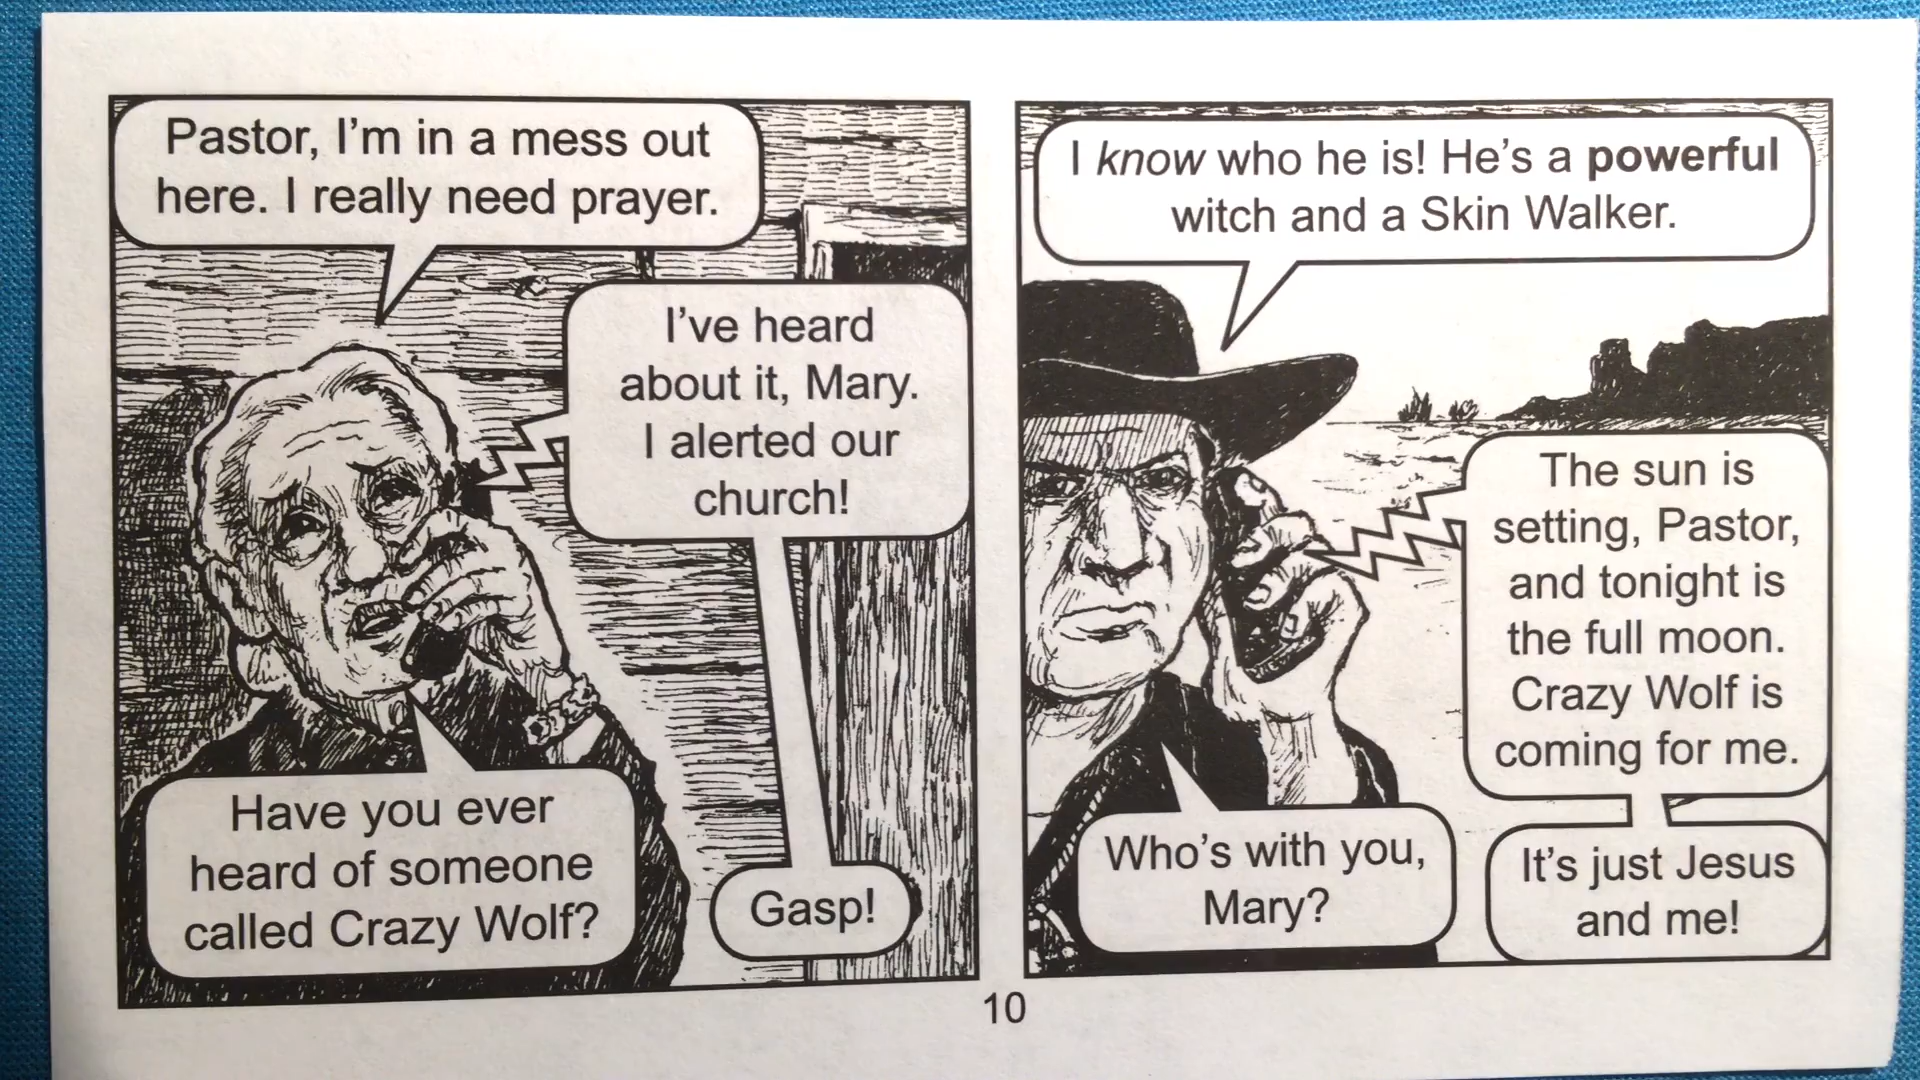 Pastor, I'm in a mess out
here. I really need prayer.
I've heard
about it, Mary.
I alerted our
church!
Have you ever
heard of someone
called Crazy Wolf?
Gasp!
I know who he is! He's a powerful
witch and a Skin Walker.
The sun is
setting, Pastor,
and tonight is
the full moon.
Crazy Wolf is
coming for me.
Who's with you,
Mary?
It's just Jesus
and me!
10